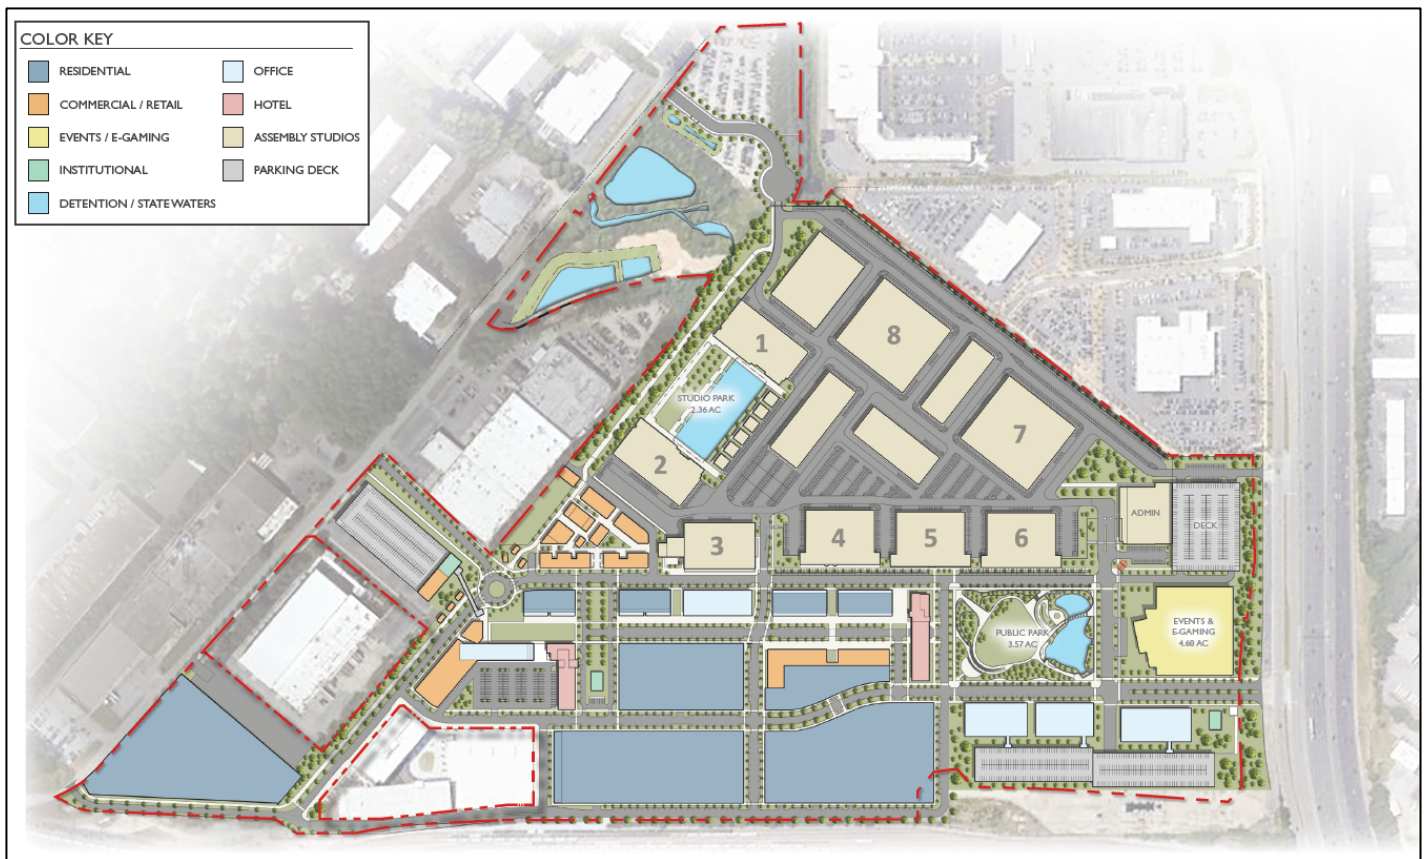 COLOR KEY
RESIDENTIAL
OFFICE
COMMERCIAL / RETAIL
HOTEL
EVENTS / E-GAMING
ASSEMBLY STUDIOS
INSTITUTIONAL
PARKING DECK
DETENTION / STATE WATERS
1
8
STUDIO PARK
2.36 AC
7
2
ADMIN
DECK
3
4
5
6
PUBLIC PARK
3.57 AC
EVENTS &
E-GAMING
4.68 AC